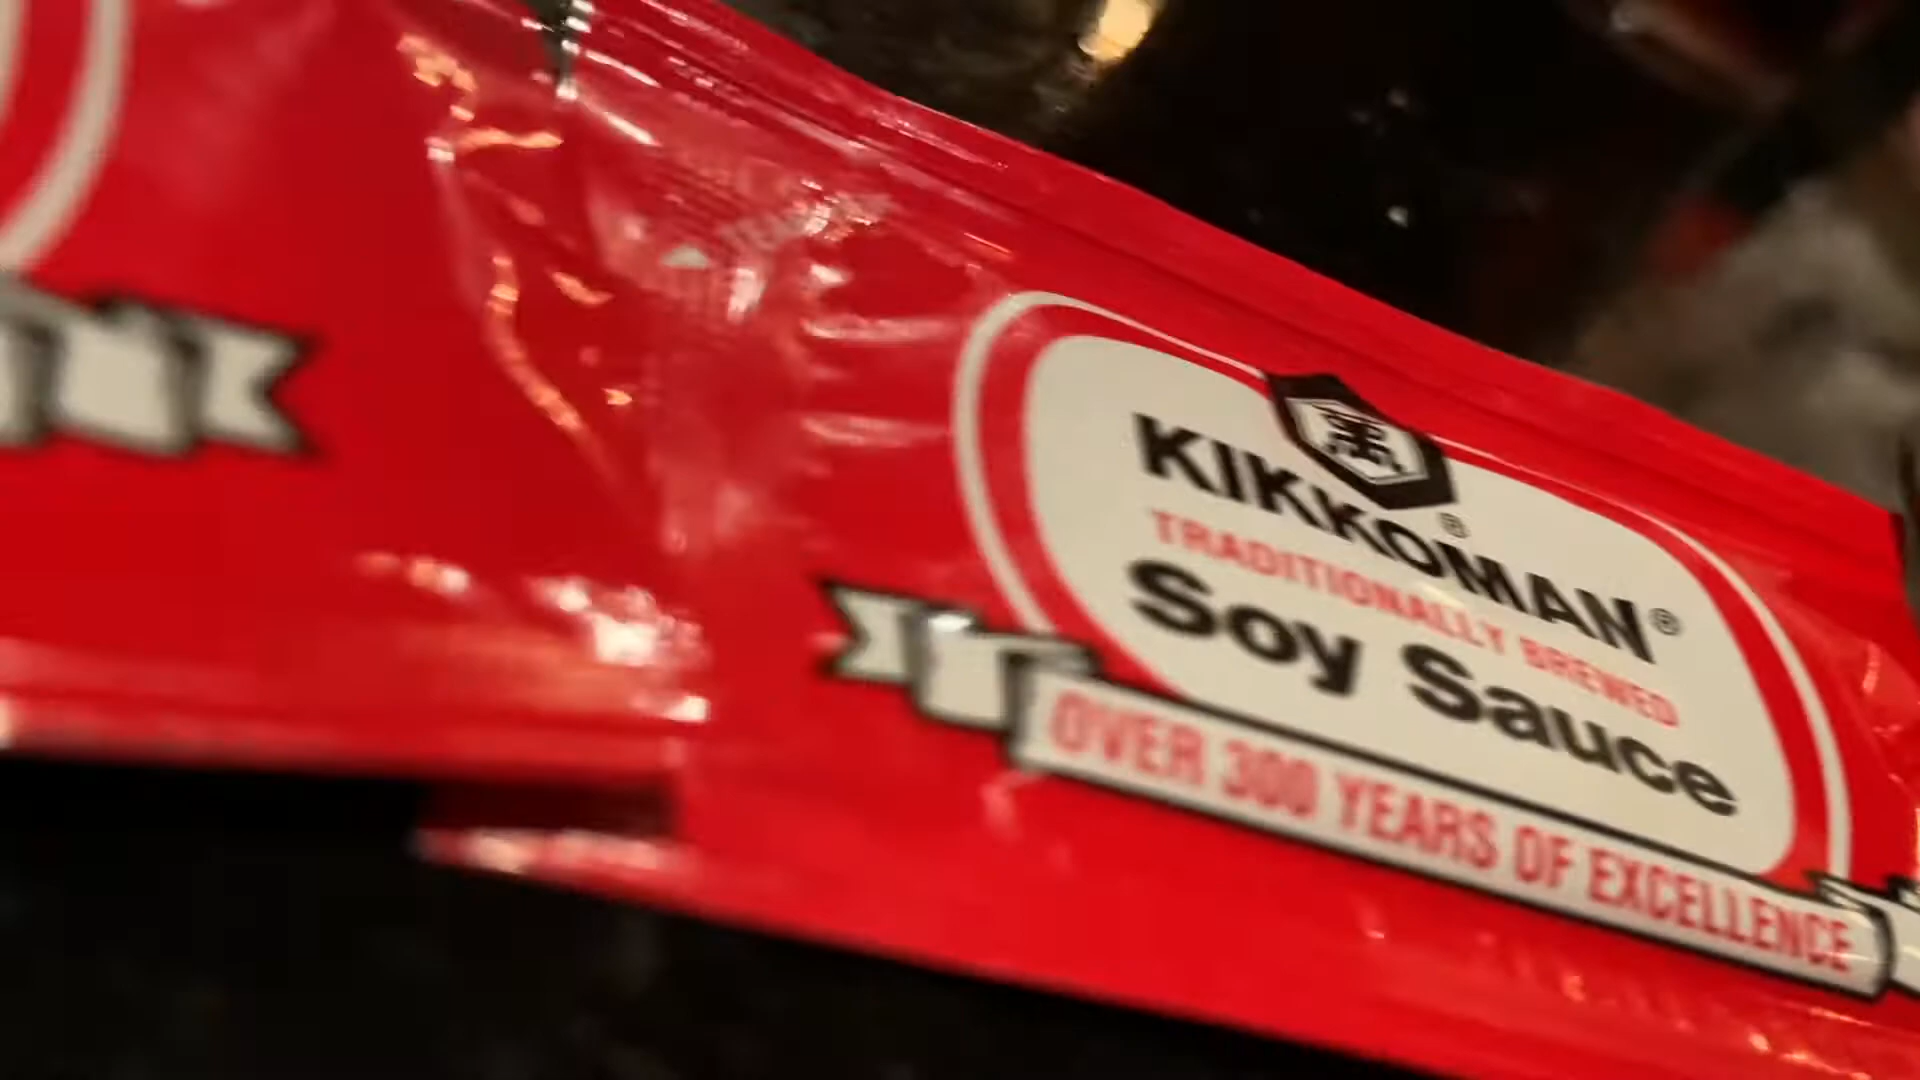 KIKKOMAN®
TRADITIONALLY BREWED
Soy Sauce
OVER 300 YEARS OF EXCELLENCE